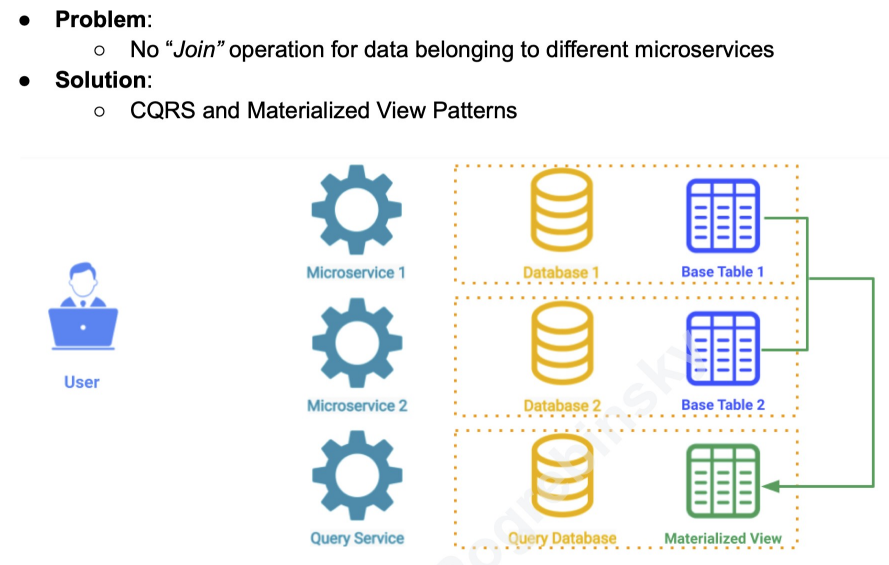 ● Problem:
○ No “Join” operation for data belonging to different microservices
● Solution:
○ CQRS and Materialized View Patterns
Microservice 1
Database 1
Base Table 1
User
Microservice 2
Database 2
Base Table 2
Query Service
Query Database
Materialized View